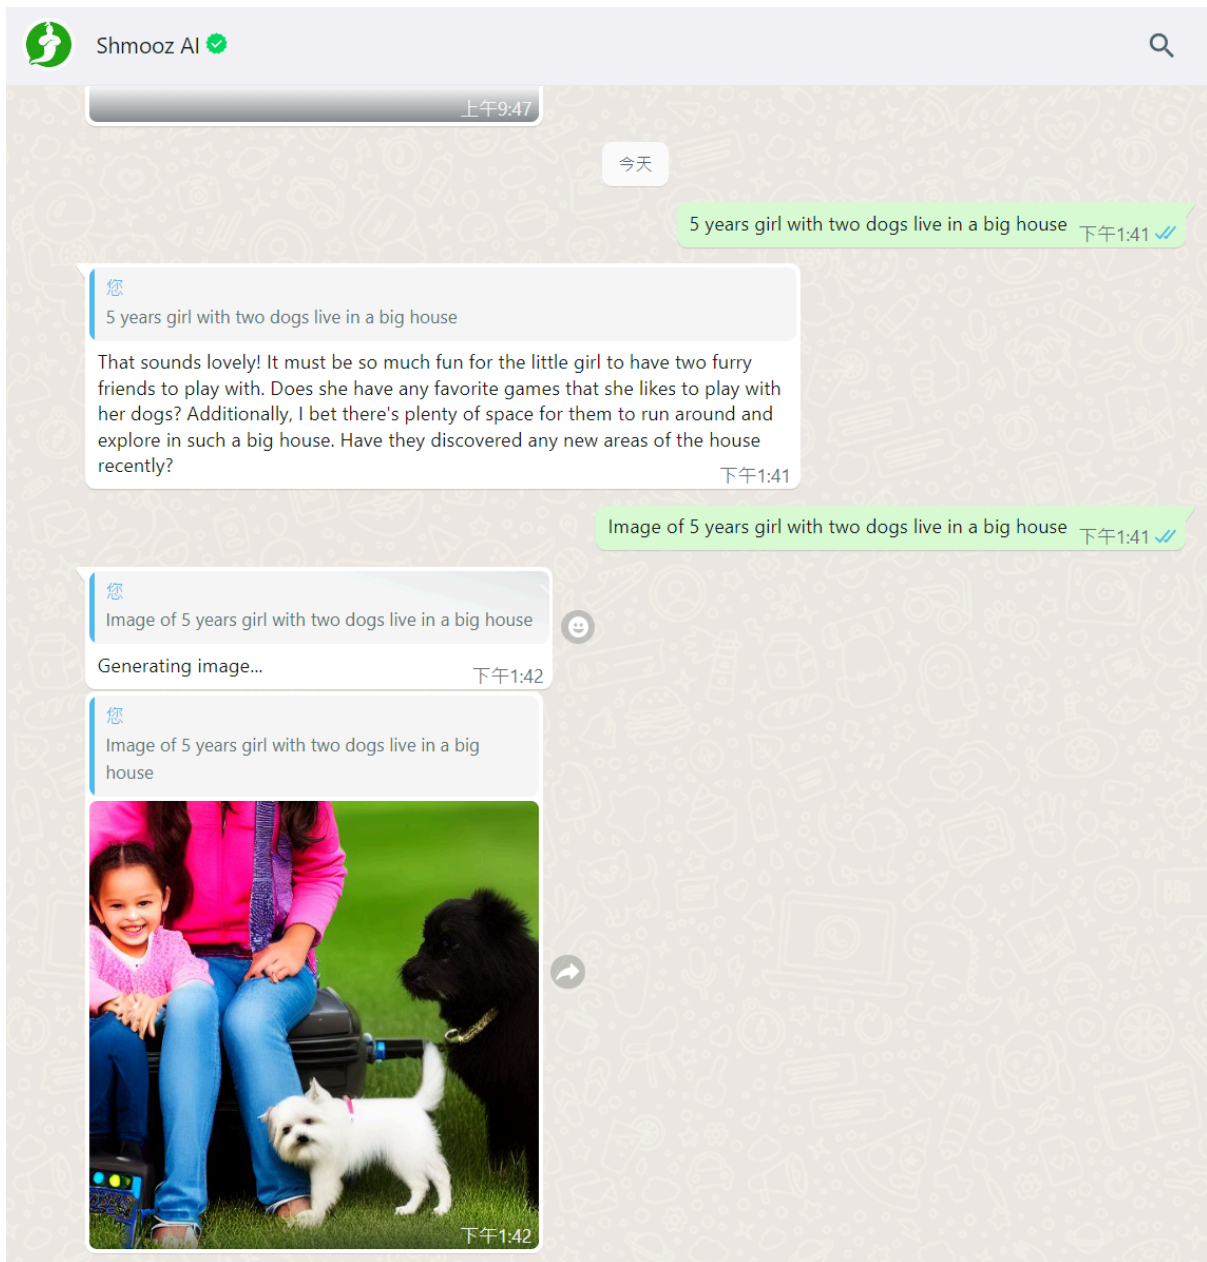 Shmooz AI
上午9:47
今天
5 years girl with two dogs live in a big house 下午1:41
您
5 years girl with two dogs live in a big house
That sounds lovely! It must be so much fun for the little girl to have two furry
friends to play with. Does she have any favorite games that she likes to play with
her dogs? Additionally, I bet there's plenty of space for them to run around and
explore in such a big house. Have they discovered any new areas of the house
recently?
下午1:41
Image of 5 years girl with two dogs live in a big house 下午1:41
您
Image of 5 years girl with two dogs live in a big house
Generating image...
下午1:42
您
Image of 5 years girl with two dogs live in a big
house
下午1:42